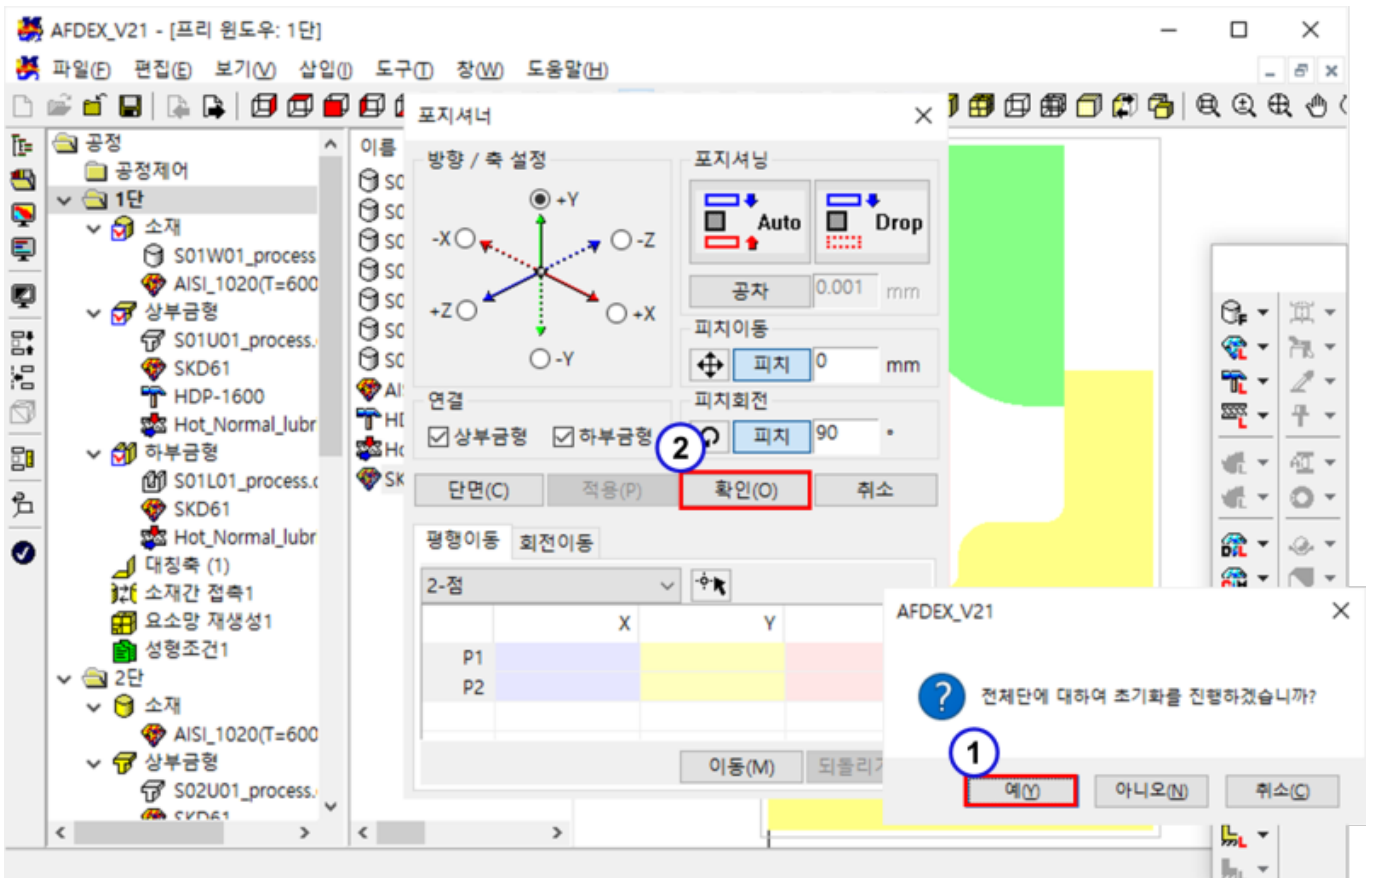 AFDEX_V21 - [프리 윈도우: 1단]
파일(F) 편집(E) 보기(V) 삽입(I) 도구(T) 창(W) 도움말(H)
공정
공정제어
1단
소재
S01W01_process
AISI_1020(T=600
상부금형
S01U01_process.
SKD61
HDP-1600
Hot_Normal_lubr
하부금형
S01L01_process.
SKD61
Hot_Normal_lubr
대칭축 (1)
소재간 접촉1
요소망 재생성1
성형조건1
2단
소재
AISI_1020(T=600
상부금형
S02U01_process.
SKD61
이름
SK
포지셔너
방향 / 축 설정
+Y
-X
-Z
+Z
+X
-Y
포지셔닝
Auto
Drop
공차
0.001 mm
피치이동
피치
0 mm
연결
상부금형
하부금형
피치회전
2
피치
90 °
단면(C)
적용(P)
확인(O)
취소
평행이동
회전이동
2-점
X
Y
P1
P2
이동(M)
되돌리
AFDEX_V21
전체단에 대하여 초기화를 진행하겠습니까?
1
예(Y)
아니오(N)
취소(C)